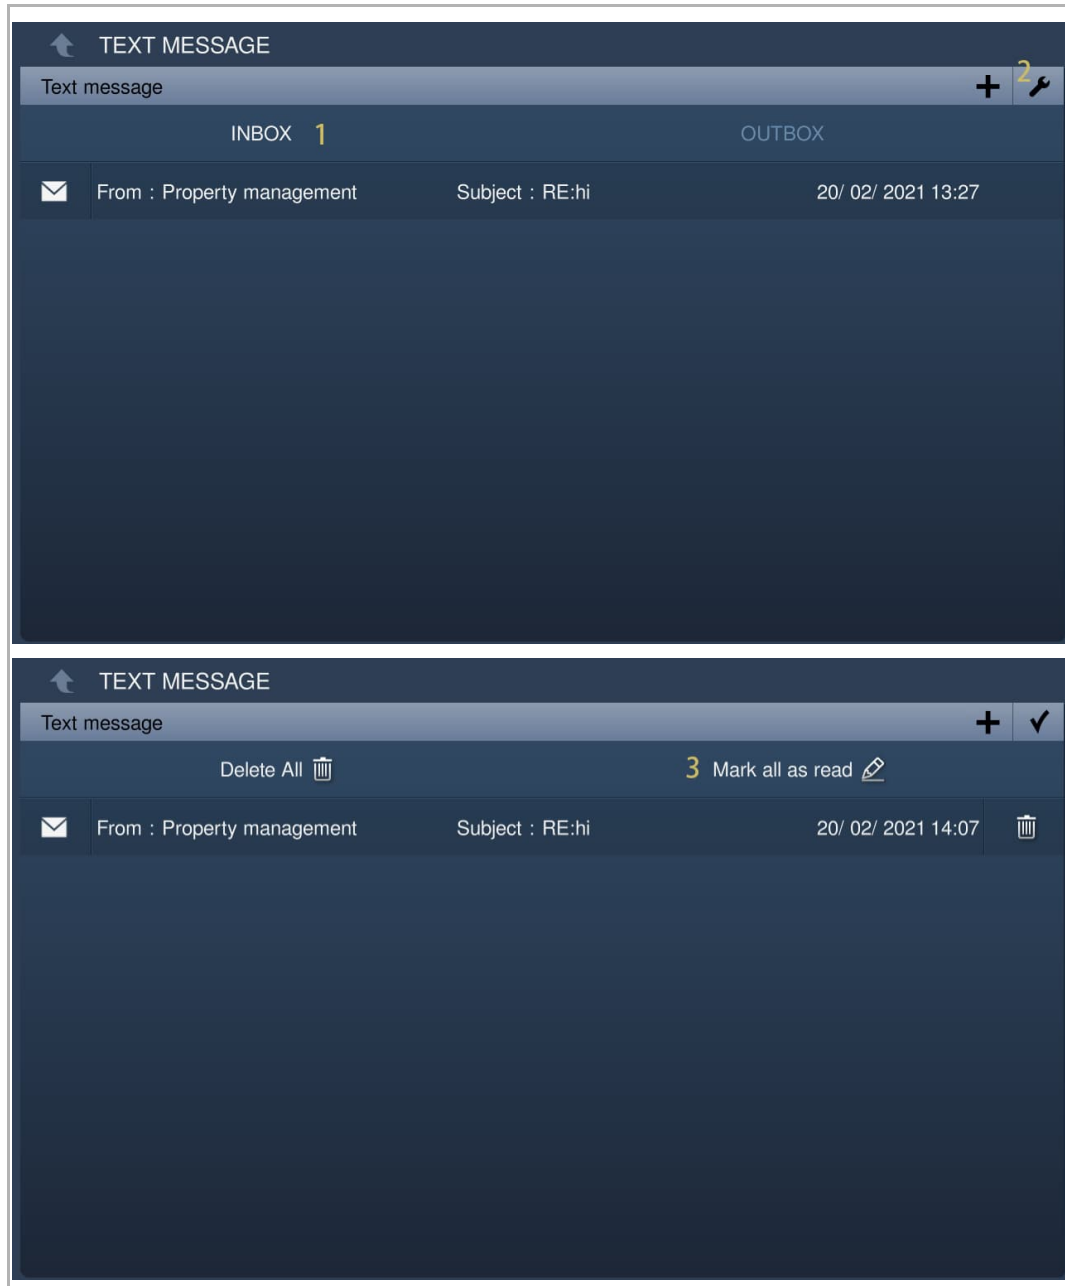 TEXT MESSAGE
Text message 2
INBOX 1 OUTBOX
From : Property management Subject : RE:hi 20/ 02/ 2021 13:27
TEXT MESSAGE
Text message
Delete All 3 Mark all as read
From : Property management Subject : RE:hi 20/ 02/ 2021 14:07